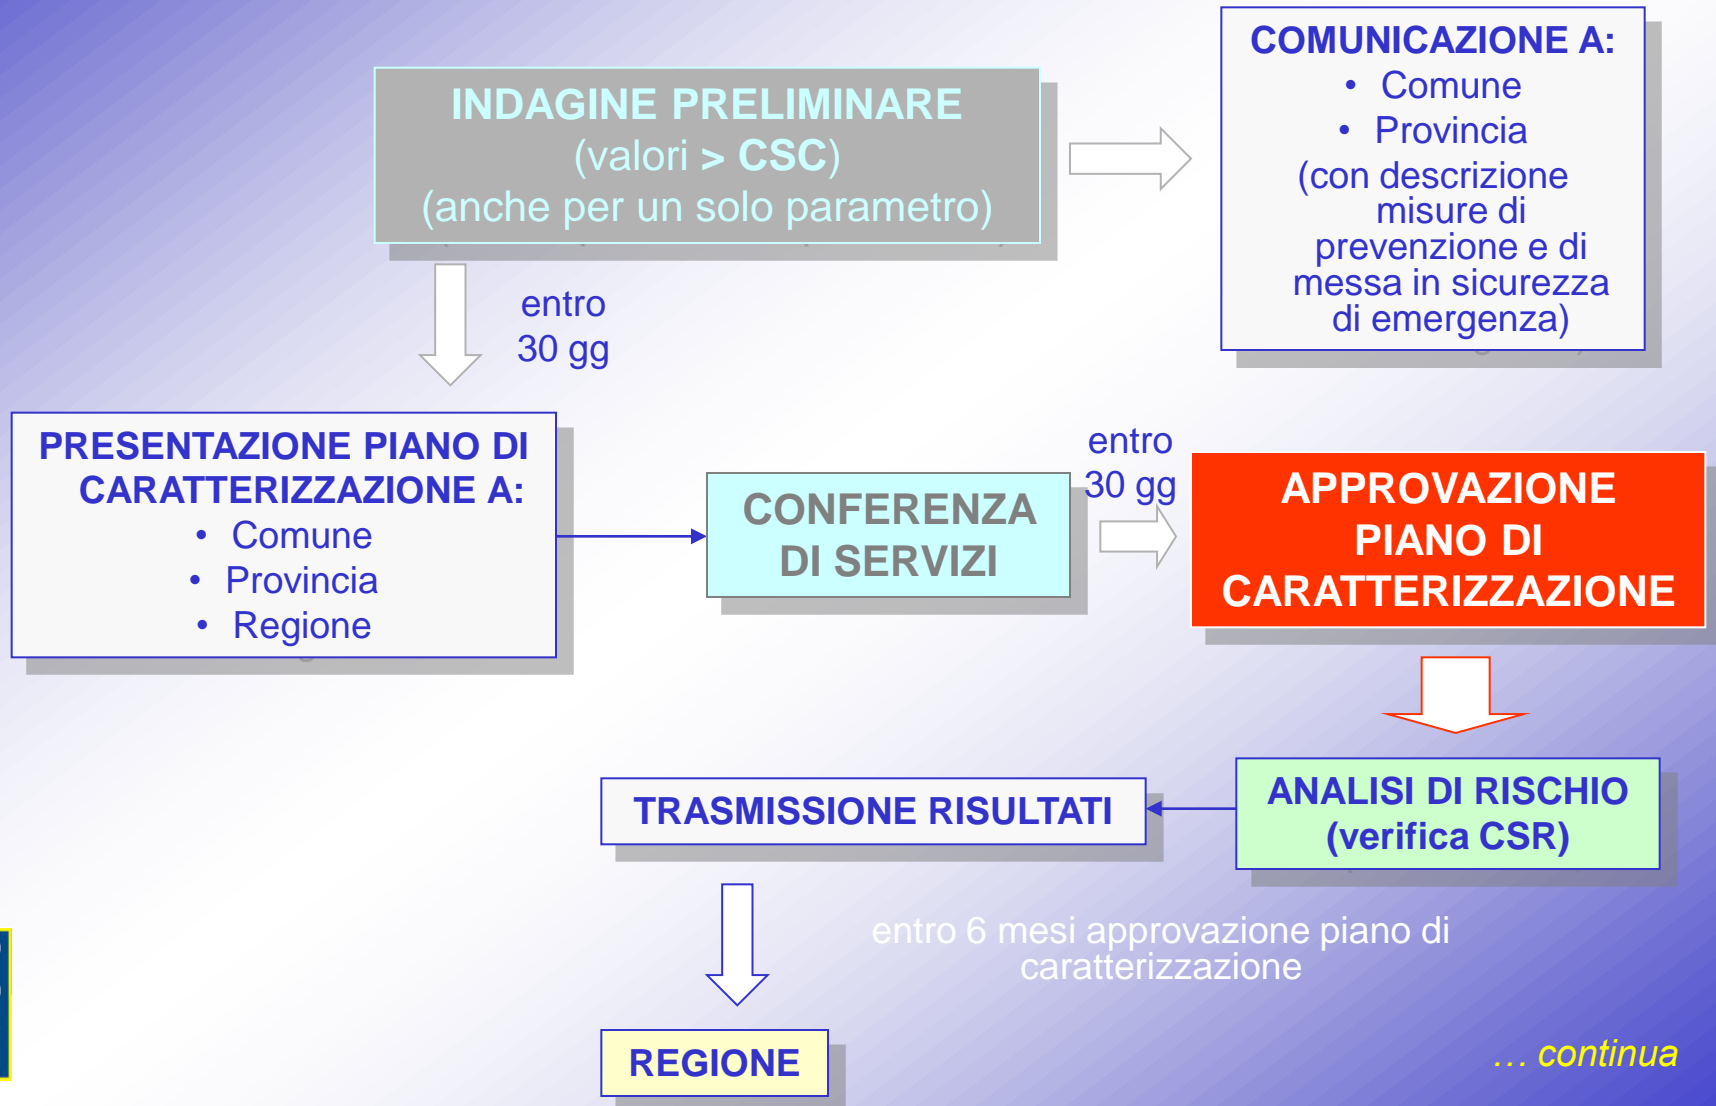 INDAGINE PRELIMINARE
(valori > CSC)
(anche per un solo parametro)
COMUNICAZIONE A:
• Comune
• Provincia
(con descrizione
misure di
prevenzione e di
messa in sicurezza
di emergenza)
entro
30 gg
PRESENTAZIONE PIANO DI
CARATTERIZZAZIONE A:
• Comune
• Provincia
• Regione
CONFERENZA
DI SERVIZI
entro
30 gg
APPROVAZIONE
PIANO DI
CARATTERIZZAZIONE
ANALISI DI RISCHIO
(verifica CSR)
TRASMISSIONE RISULTATI
entro 6 mesi approvazione piano di
caratterizzazione
REGIONE
… continua